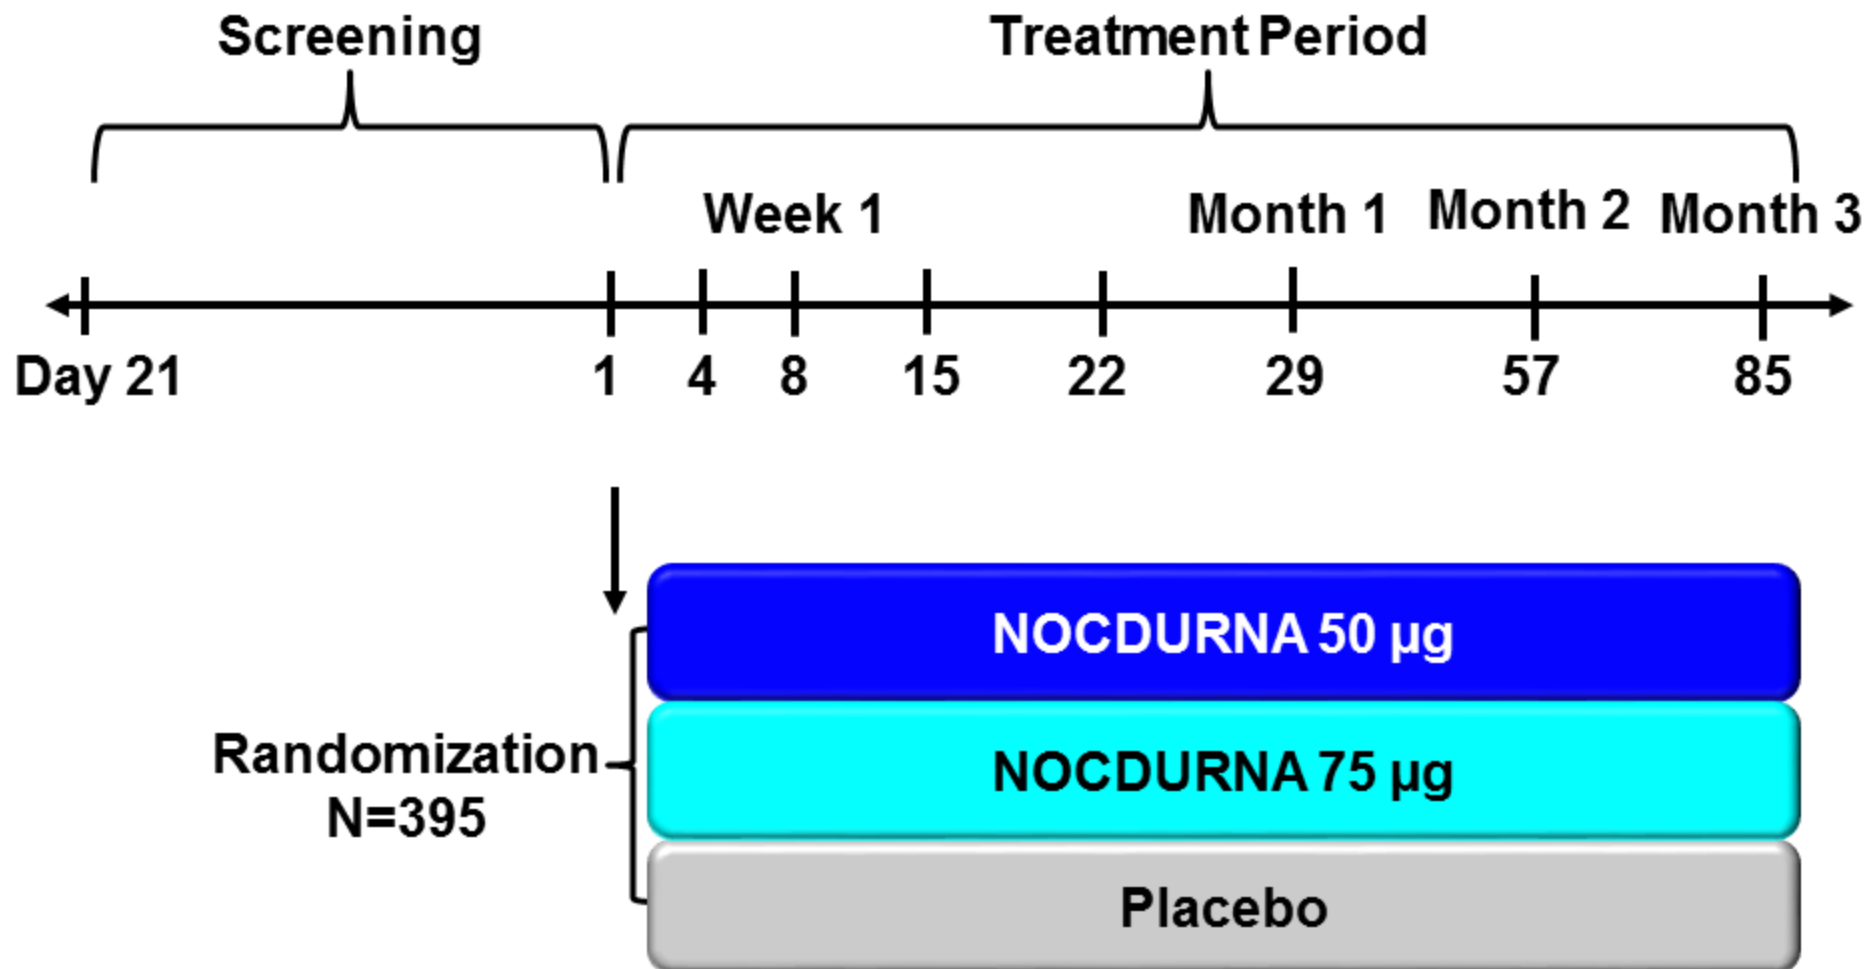 Screening
Treatment Period
Week 1
Month 1
Month 2
Month 3
Day 21
1
4
8
15
22
29
57
85
NOCDURNA 50 µg
Randomization
N=395
NOCDURNA 75 µg
Placebo